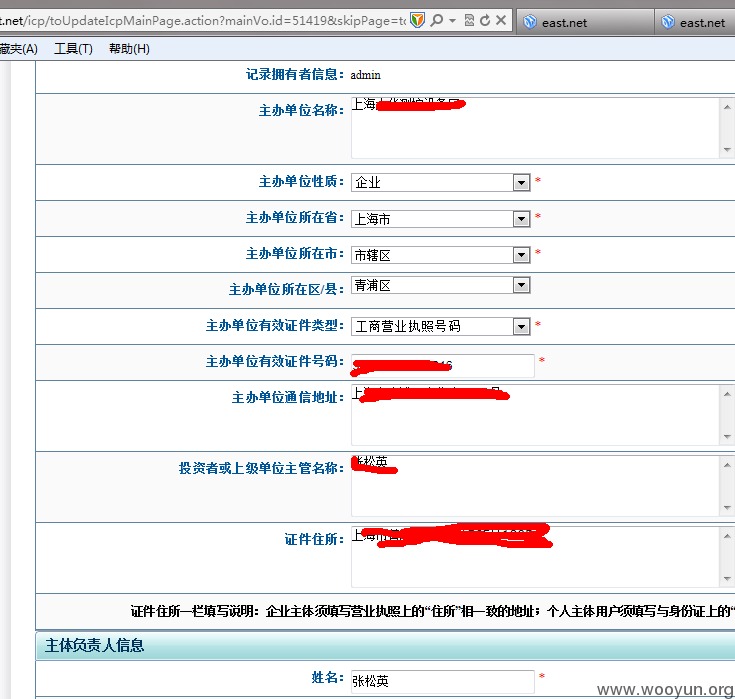 t.net/icp/toUpdateIcpMainPage.action?mainVo.id=51419&skipPage=to
east.net
east.net
藏夹(A) 工具(T) 帮助(H)
记录拥有者信息： admin
主办单位名称： 上海
主办单位性质： 企业 *
主办单位所在省： 上海市 *
主办单位所在市： 市辖区 *
主办单位所在区/县： 青浦区
主办单位有效证件类型： 工商营业执照号码 *
主办单位有效证件号码： *
主办单位通信地址：
投资者或上级单位主管名称：
证件住所： 上海市
证件住所一栏填写说明：企业主体须填写营业执照上的“住所”相一致的地址；个人主体用户须填写与身份证上的“
主体负责人信息
姓名： 张松英 *
www.wooyun.org